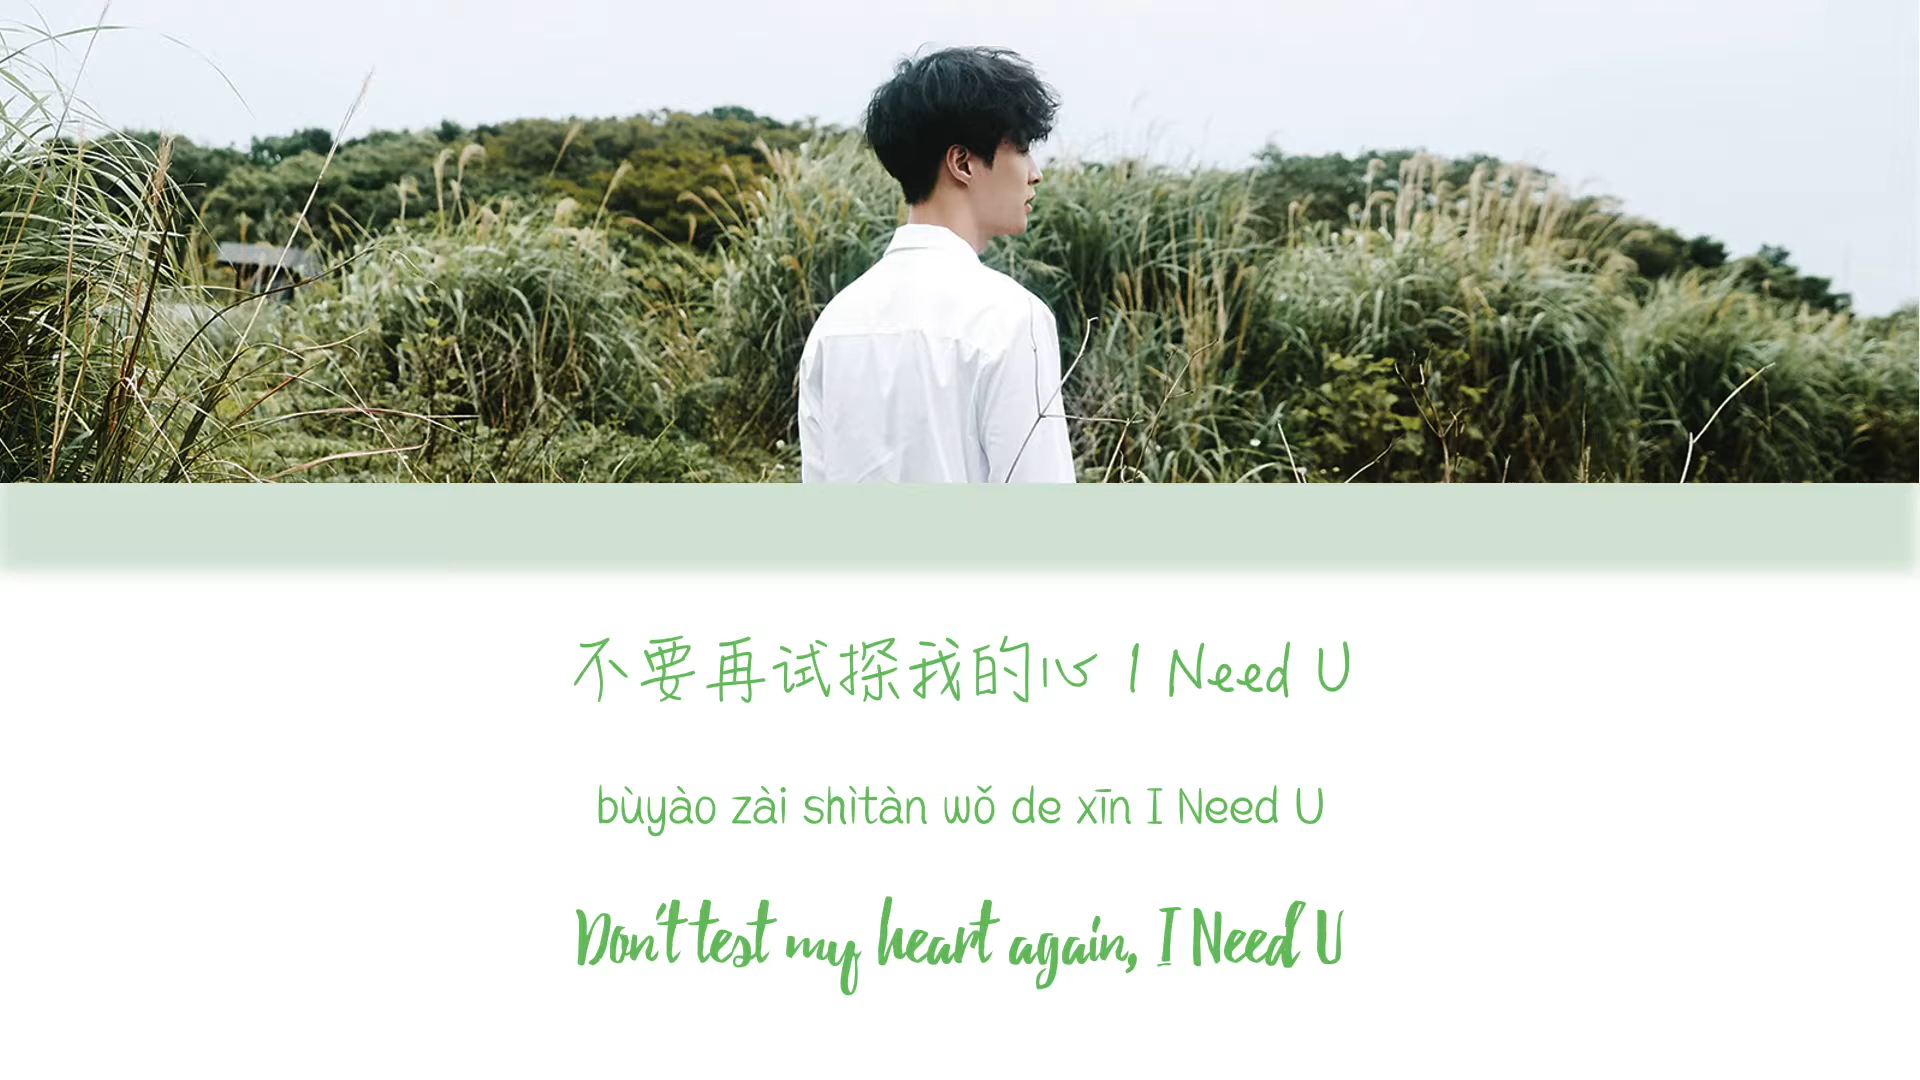 不要再试探我的心 I Need U
bùyào zài shìtàn wǒ de xīn I Need U
Don't test my heart again, I Need U